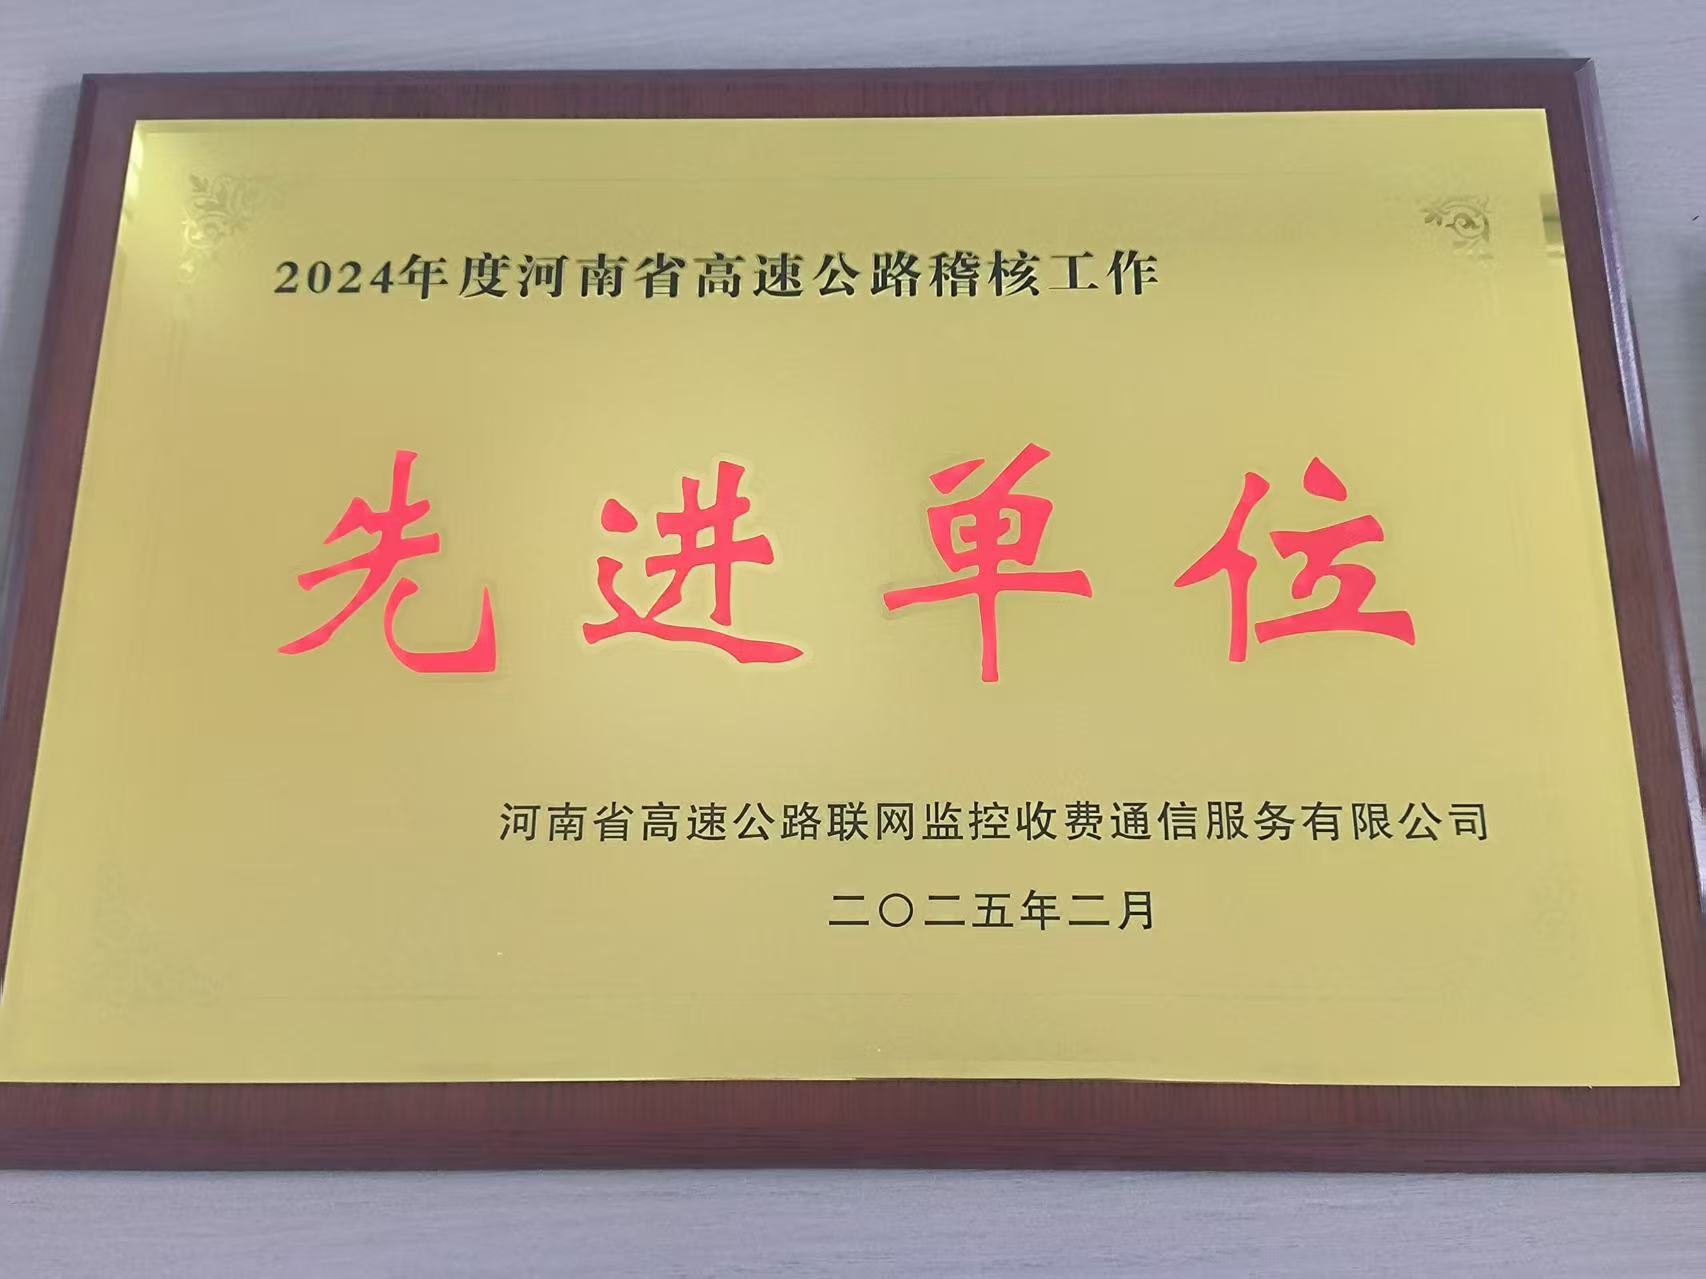 2024年度河南省高速公路稽核工作
先进单位
河南省高速公路联网监控收费通信服务有限公司
二〇二五年二月